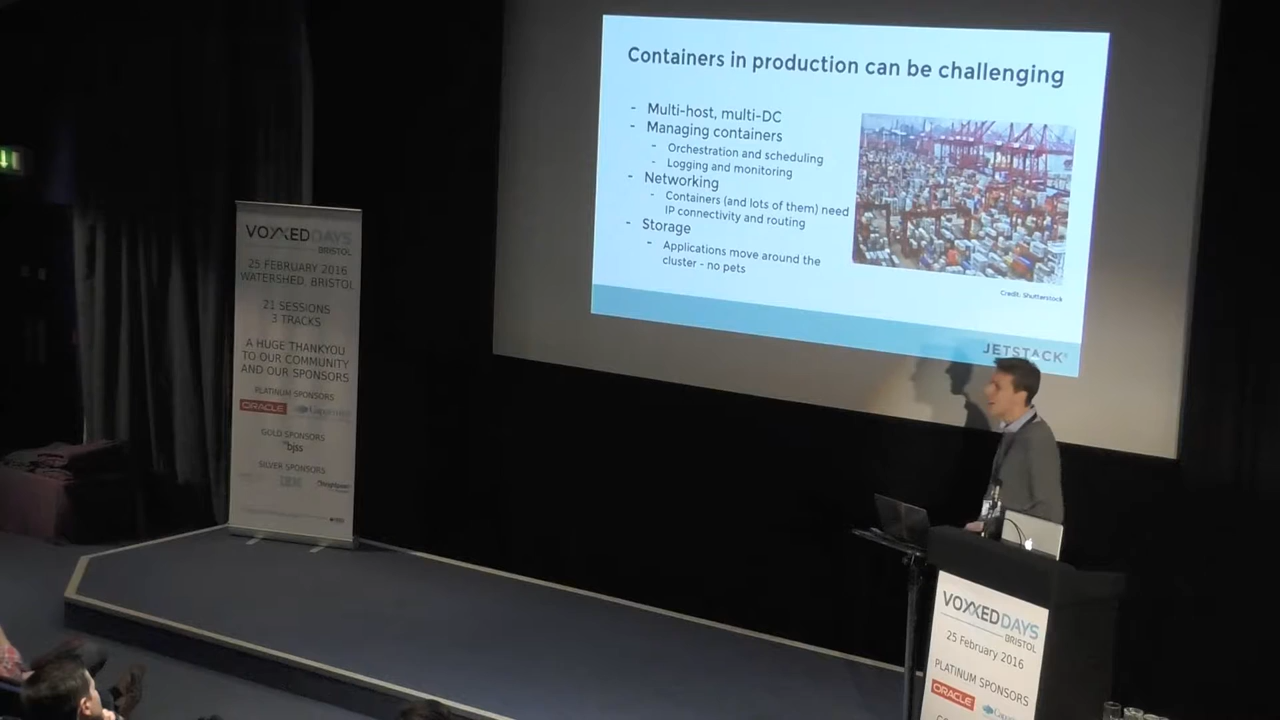 Containers in production can be challenging
- Multi-host, multi-DC
- Managing containers
- Orchestration and scheduling
- Logging and monitoring
- Networking
- Containers (and lots of them) need
IP connectivity and routing
- Storage
- Applications move around the
cluster - no pets
Credit: Shutterstock
JETSTACK
VOXXED DAYS
BRISTOL
25 FEBRUARY 2016
WATERSHED, BRISTOL
21 SESSIONS
3 TRACKS
A HUGE THANKYOU
TO OUR COMMUNITY
AND OUR SPONSORS
PLATINUM SPONSORS
ORACLE
GOLD SPONSORS
bjss
SILVER SPONSORS
IBM
VOXXED DAYS
BRISTOL
25 February 2016
PLATINUM SPONSORS
ORACLE